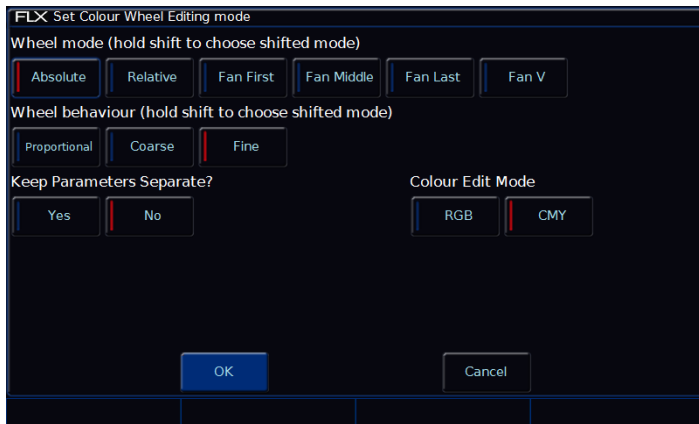 FLX Set Colour Wheel Editing mode
Wheel mode (hold shift to choose shifted mode)
Absolute Relative Fan First Fan Middle Fan Last Fan V
Wheel behaviour (hold shift to choose shifted mode)
Proportional Coarse Fine
Keep Parameters Separate? Colour Edit Mode
Yes No RGB CMY
OK Cancel